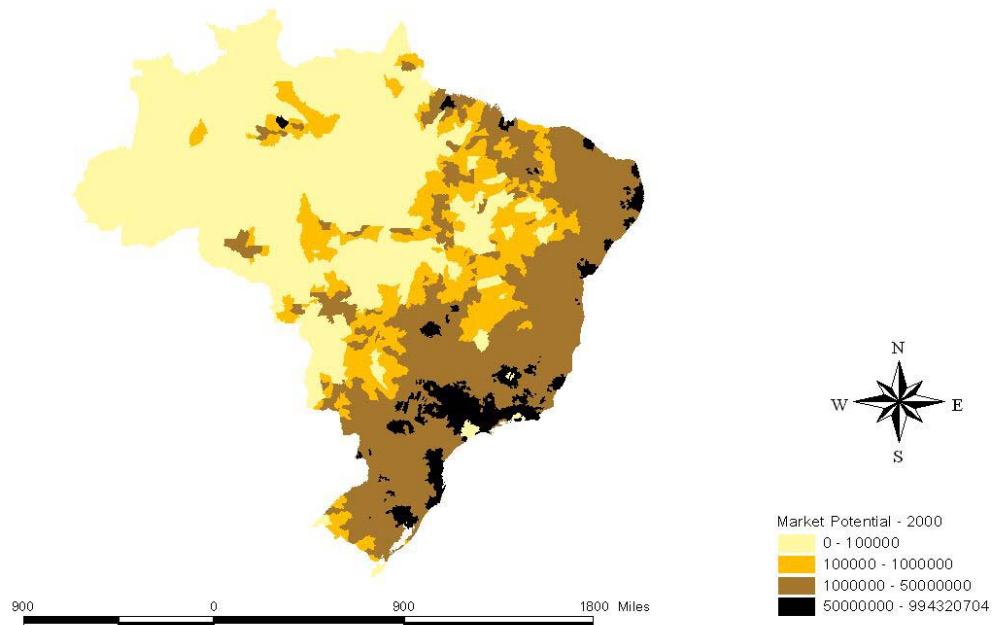 N
W E
S
Market Potential - 2000
0 - 100000
100000 - 1000000
1000000 - 50000000
50000000 - 994320704
900 0 900 1800 Miles